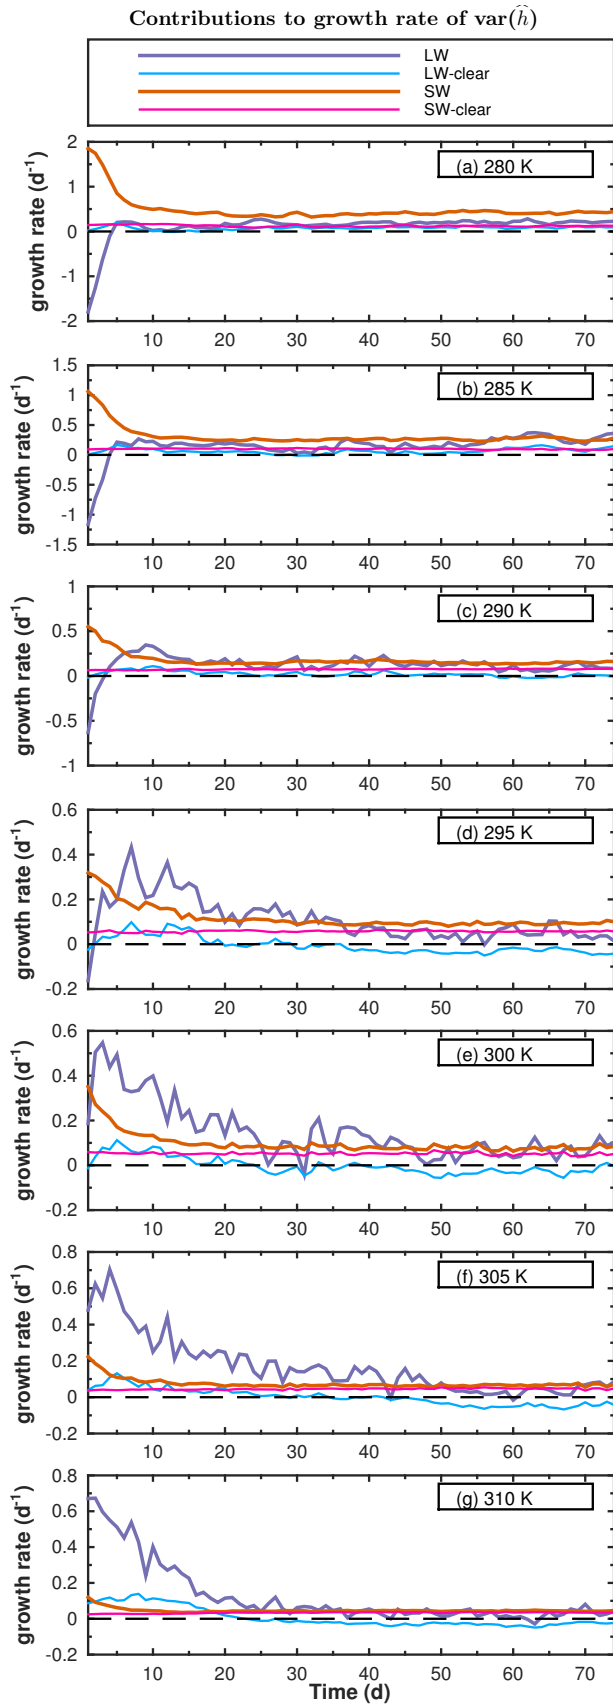 Contributions to growth rate of var(ĥ)
LW
LW-clear
SW
SW-clear
(a) 280 K
growth rate (d⁻¹)
2
1
0
-1
-2
10 20 30 40 50 60 70
(b) 285 K
growth rate (d⁻¹)
1.5
1
0.5
0
-0.5
-1
-1.5
10 20 30 40 50 60 70
(c) 290 K
growth rate (d⁻¹)
1
0.5
0
-0.5
-1
10 20 30 40 50 60 70
(d) 295 K
growth rate (d⁻¹)
0.6
0.4
0.2
0
-0.2
10 20 30 40 50 60 70
(e) 300 K
growth rate (d⁻¹)
0.6
0.4
0.2
0
-0.2
10 20 30 40 50 60 70
(f) 305 K
growth rate (d⁻¹)
0.8
0.6
0.4
0.2
0
-0.2
10 20 30 40 50 60 70
(g) 310 K
growth rate (d⁻¹)
0.8
0.6
0.4
0.2
0
-0.2
10 20 30 40 50 60 70
Time (d)